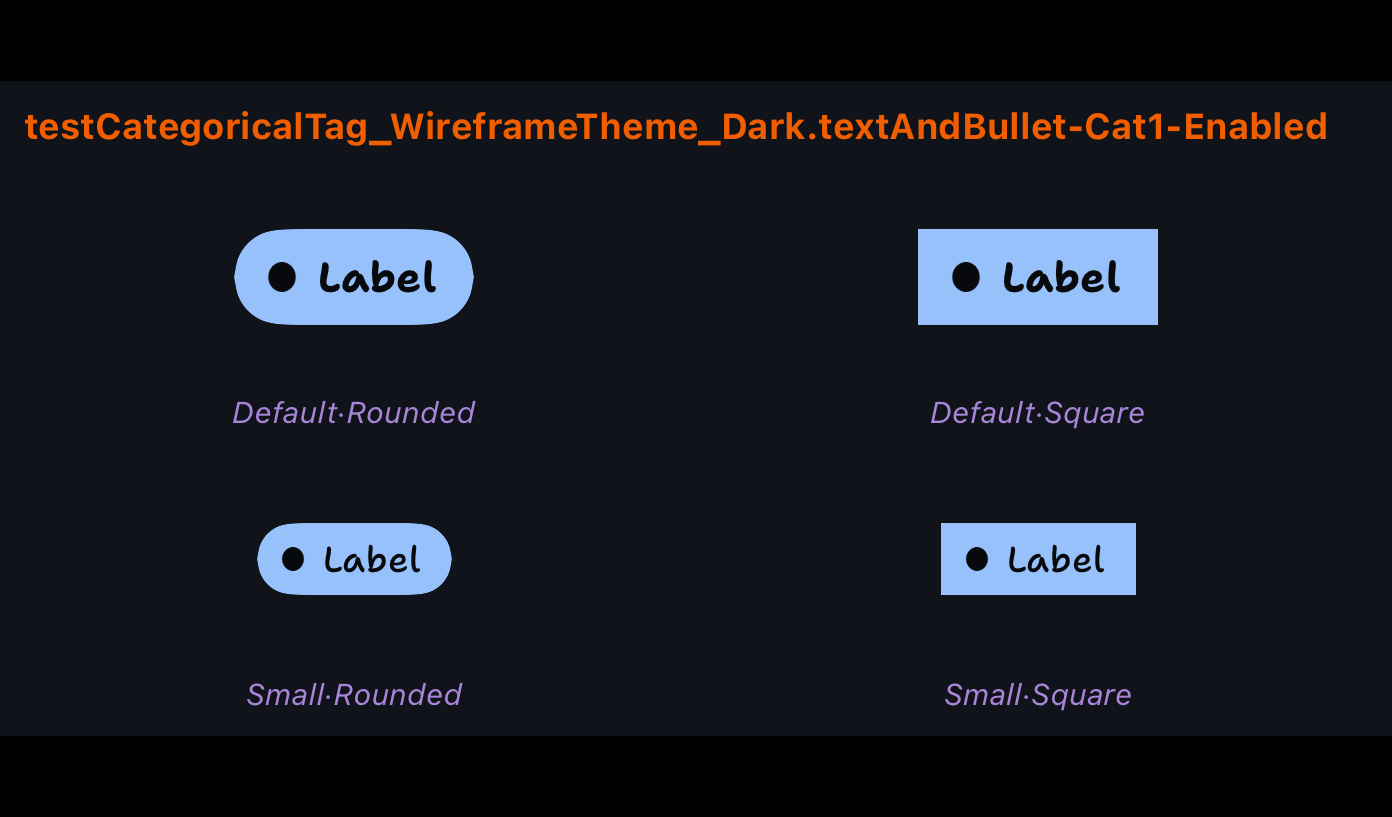 testCategoricalTag_WireframeTheme_Dark.textAndBullet-Cat1-Enabled
Label
Label
Default·Rounded
Default·Square
Label
Label
Small·Rounded
Small·Square